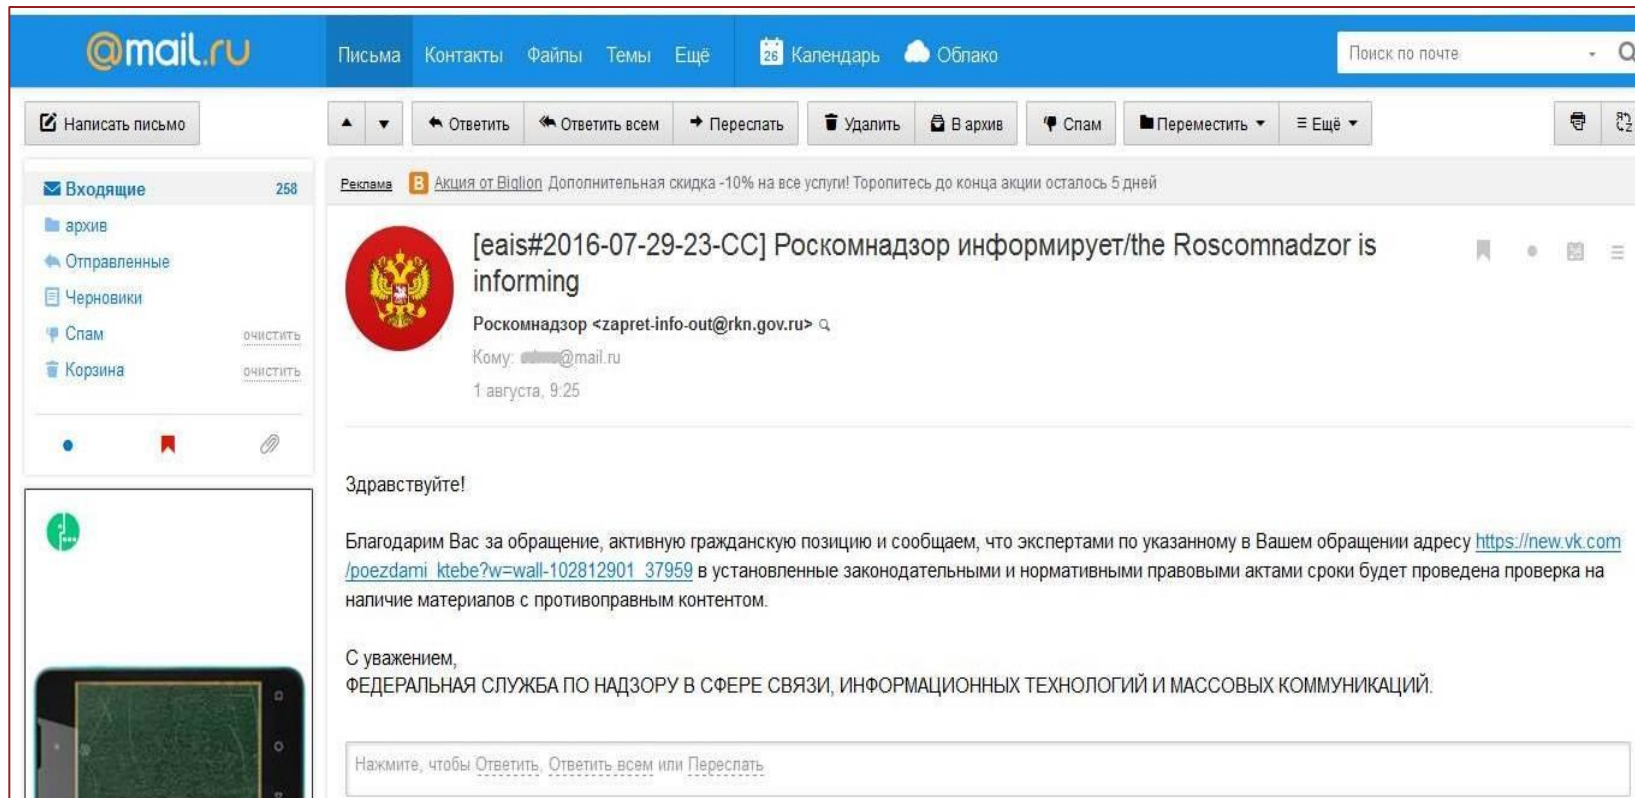 @mail.ru
Письма Контакты Файлы Темы Ещё 26 Календарь Облако
Поиск по почте
Написать письмо
Ответить Ответить всем Переслать Удалить В архив Спам Переместить Ещё
Входящие 258
архив
Отправленные
Черновики
Спам очистить
Корзина очистить
Реклама B Акция от Biglion Дополнительная скидка -10% на все услуги! Торопитесь до конца акции осталось 5 дней
[eais#2016-07-29-23-CC] Роскомнадзор информирует/the Roscomnadzor is
informing
Роскомнадзор <zapret-info-out@rkn.gov.ru>
Кому: @mail.ru
1 августа, 9:25
Здравствуйте!
Благодарим Вас за обращение, активную гражданскую позицию и сообщаем, что экспертами по указанному в Вашем обращении адресу https://new.vk.com
/poezdami_ktebe?w=wall-102812901_37959 в установленные законодательными и нормативными правовыми актами сроки будет проведена проверка на
наличие материалов с противоправным контентом.
С уважением,
ФЕДЕРАЛЬНАЯ СЛУЖБА ПО НАДЗОРУ В СФЕРЕ СВЯЗИ, ИНФОРМАЦИОННЫХ ТЕХНОЛОГИЙ И МАССОВЫХ КОММУНИКАЦИЙ.
Нажмите, чтобы Ответить, Ответить всем или Переслать